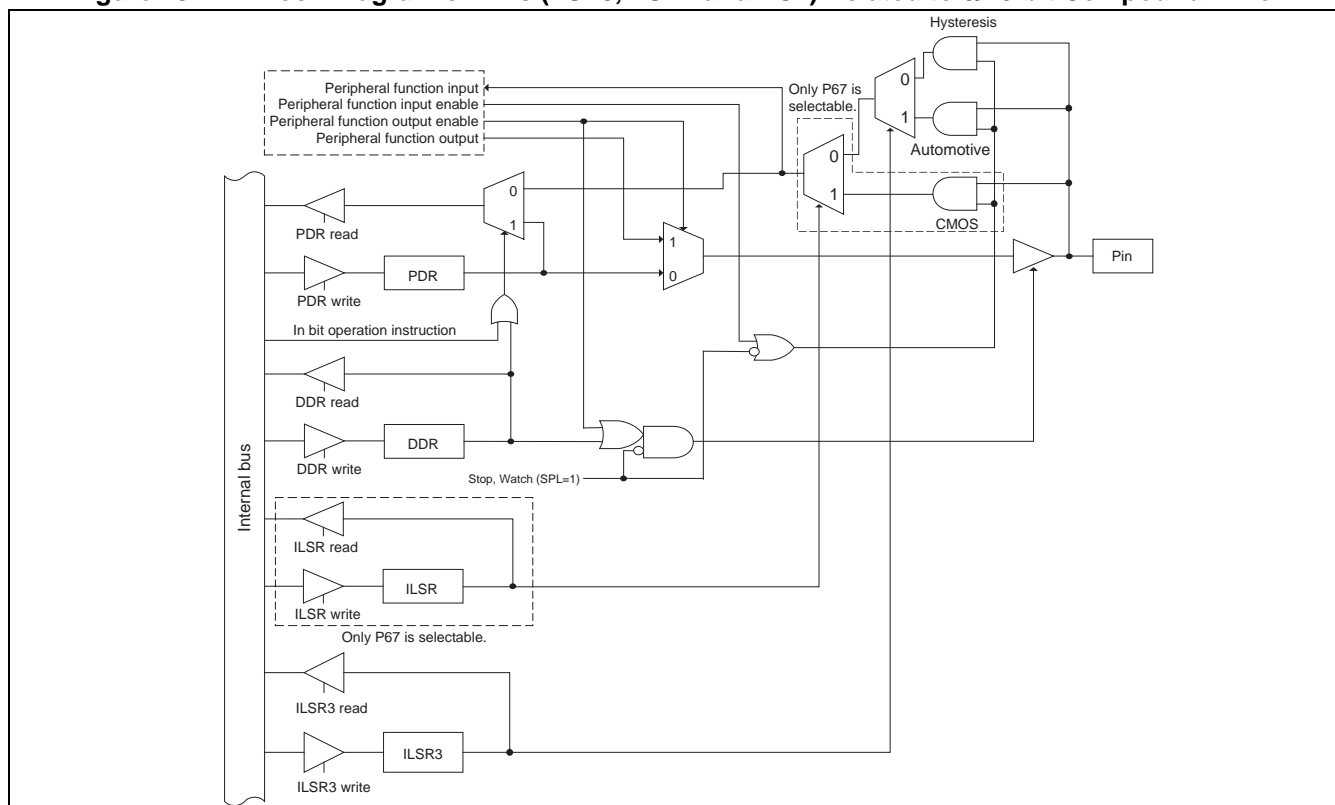 Hysteresis
Peripheral function input
Only P67 is
selectable.
0
Peripheral function input enable
Peripheral function output enable
1
Peripheral function output
Automotive
0
0
1
1
CMOS
PDR read
1
Pin
PDR
0
PDR write
In bit operation instruction
DDR read
DDR
DDR write
Internal bus
Stop, Watch (SPL=1)
ILSR read
ILSR
ILSR write
Only P67 is selectable.
ILSR3 read
ILSR3
ILSR3 write